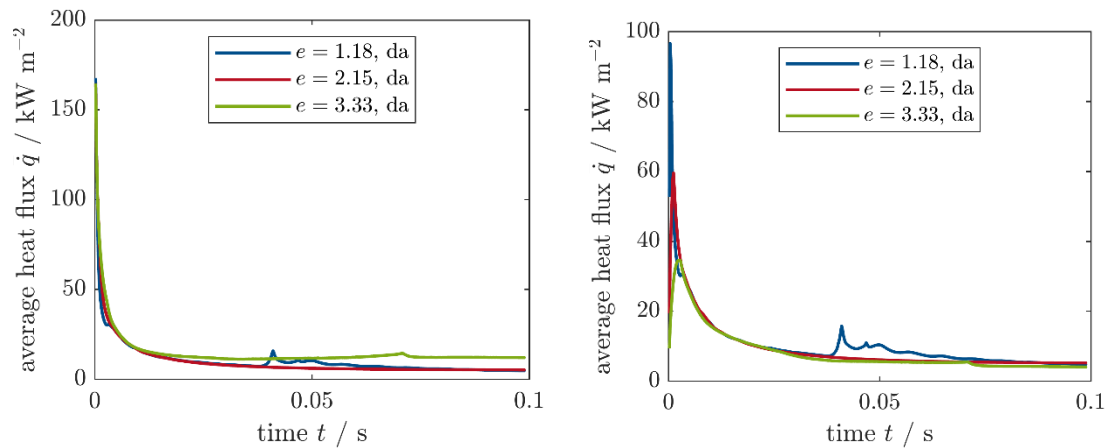 200
150
100
50
0
average heat flux q̇ / kW m⁻²
e = 1.18, da
e = 2.15, da
e = 3.33, da
0
0.05
0.1
time t / s
100
80
60
40
20
0
average heat flux q̇ / kW m⁻²
e = 1.18, da
e = 2.15, da
e = 3.33, da
0
0.05
0.1
time t / s